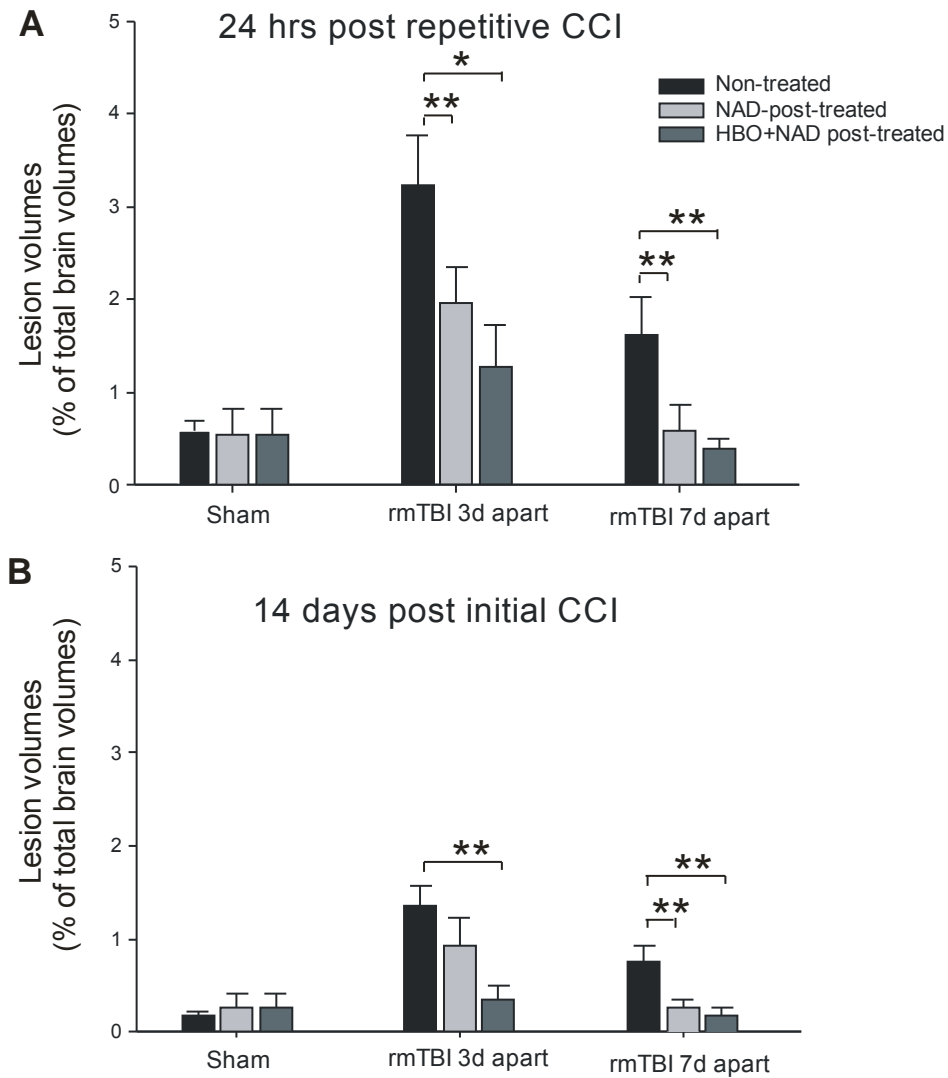 A
24 hrs post repetitive CCI
Lesion volumes
(% of total brain volumes)
5
4
3
2
1
0
*
**
**
**
Non-treated
NAD-post-treated
HBO+NAD post-treated
Sham
rmTBI 3d apart
rmTBI 7d apart
B
14 days post initial CCI
Lesion volumes
(% of total brain volumes)
5
4
3
2
1
0
**
**
**
Sham
rmTBI 3d apart
rmTBI 7d apart